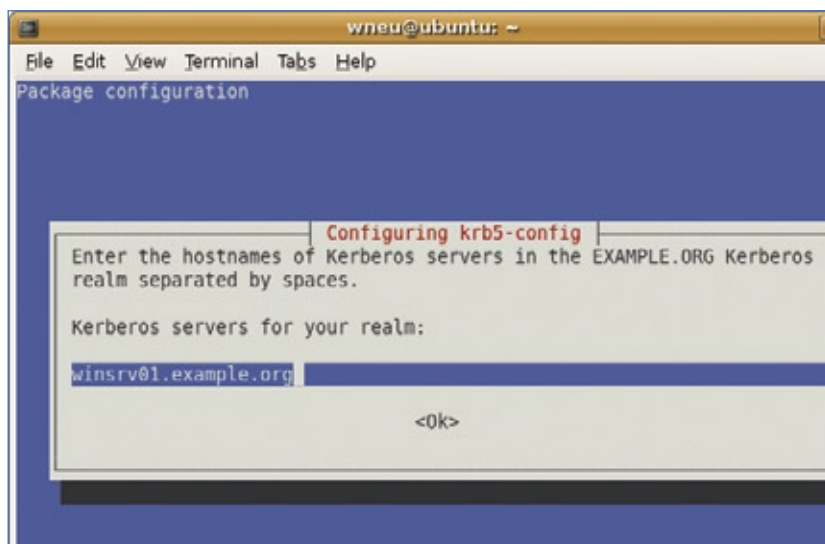 wneu@ubuntu: ~
File Edit View Terminal Tabs Help
Package configuration
Configuring krb5-config
Enter the hostnames of Kerberos servers in the EXAMPLE.ORG Kerberos
realm separated by spaces.
Kerberos servers for your realm:
winsrv01.example.org
<Ok>